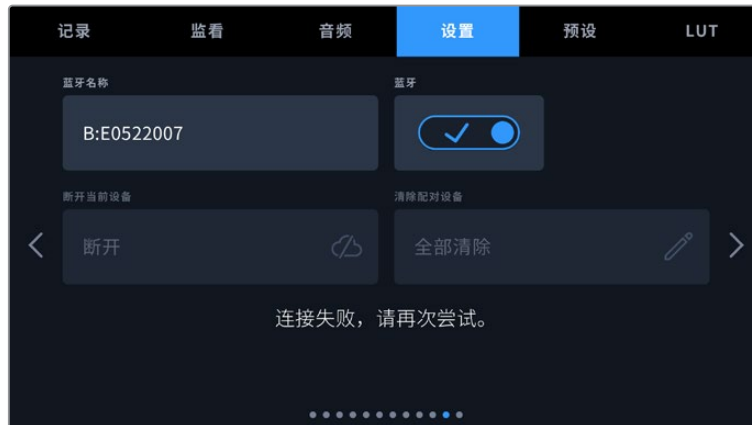 记录 监看 音频 设置 预设 LUT
蓝牙名称 蓝牙
B:E0522007
断开当前设备 清除配对设备
断开 全部清除
连接失败，请再次尝试。